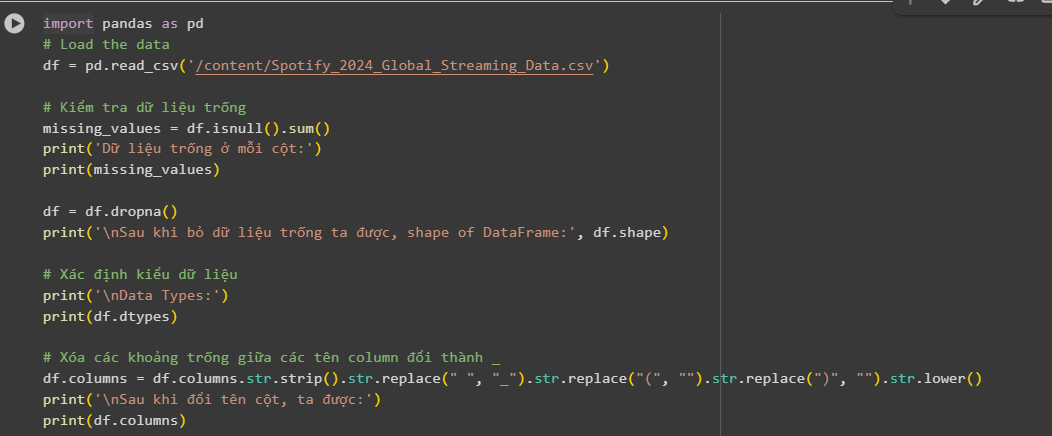 import pandas as pd
# Load the data
df = pd.read_csv('/content/Spotify_2024_Global_Streaming_Data.csv')
# Kiểm tra dữ liệu trống
missing_values = df.isnull().sum()
print('Dữ liệu trống ở mỗi cột:')
print(missing_values)
df = df.dropna()
print('\nSau khi bỏ dữ liệu trống ta được, shape of DataFrame:', df.shape)
# Xác định kiểu dữ liệu
print('\nData Types:')
print(df.dtypes)
# Xóa các khoảng trống giữa các tên column đổi thành _
df.columns = df.columns.str.strip().str.replace(" ", "_").str.replace("(", "").str.replace(")", "").str.lower()
print('\nSau khi đổi tên cột, ta được:')
print(df.columns)